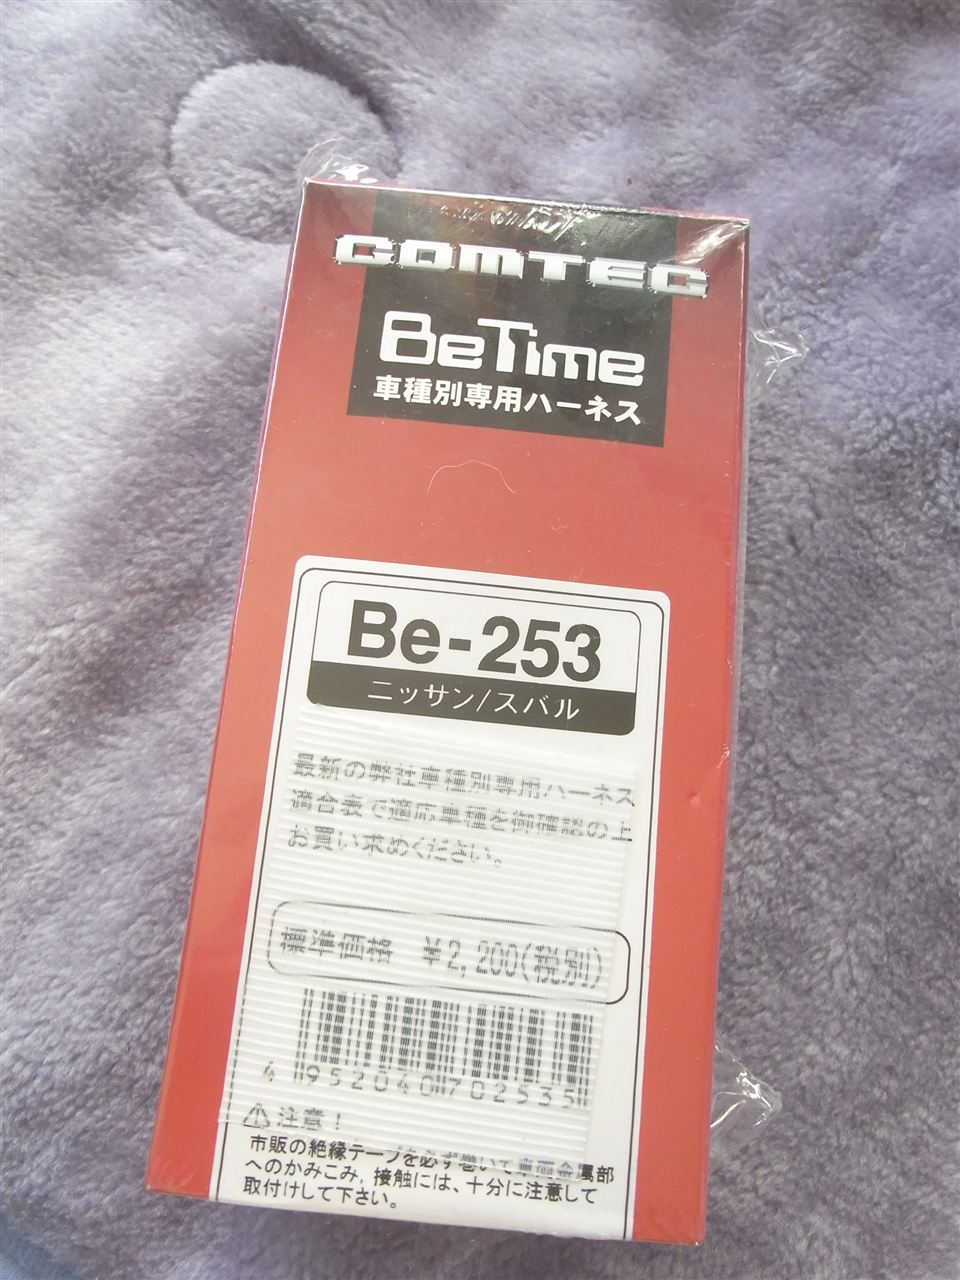 COMTEC
BeTime
車種別専用ハーネス
Be-253
ニッサン/スバル
最新の弊社車種別専用ハーネス
適合表で適応車種を御確認の上
お買い求めください。
標準価格 ¥2,200(税別)
4 952040 702535
⚠注意!
市販の絶縁テープを必ず巻いて車両金属部
へのかみこみ,接触には、十分に注意して
取付けして下さい。